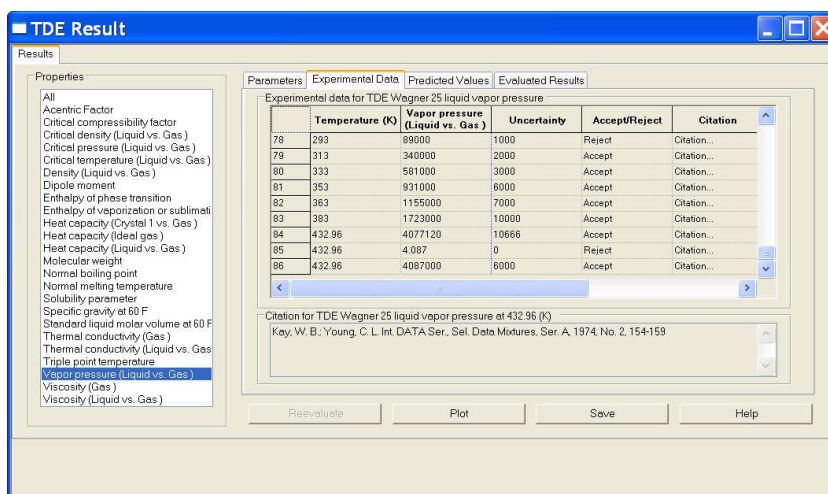 TDE Result
Results
Properties
All
Acentric Factor
Critical compressibility factor
Critical density (Liquid vs. Gas )
Critical pressure (Liquid vs. Gas )
Critical temperature (Liquid vs. Gas )
Density (Liquid vs. Gas )
Dipole moment
Enthalpy of phase transition
Enthalpy of vaporization or sublimati
Heat capacity (Crystal 1 vs. Gas )
Heat capacity (Ideal gas )
Heat capacity (Liquid vs. Gas )
Molecular weight
Normal boiling point
Normal melting temperature
Solubility parameter
Specific gravity at 60 F
Standard liquid molar volume at 60 F
Thermal conductivity (Gas )
Thermal conductivity (Liquid vs. Gas
Triple point temperature
Vapor pressure (Liquid vs. Gas )
Viscosity (Gas )
Viscosity (Liquid vs. Gas )
Parameters Experimental Data Predicted Values Evaluated Results
Experimental data for TDE Wagner 25 liquid vapor pressure
Temperature (K) Vapor pressure (Liquid vs. Gas ) Uncertainty Accept/Reject Citation
78 293 89000 1000 Reject Citation...
79 313 340000 2000 Accept Citation...
80 333 581000 3000 Accept Citation...
81 353 931000 6000 Accept Citation...
82 363 1155000 7000 Accept Citation...
83 383 1723000 10000 Accept Citation...
84 432.96 4077120 10666 Accept Citation...
85 432.96 4.087 0 Reject Citation...
86 432.96 4087000 6000 Accept Citation...
Citation for TDE Wagner 25 liquid vapor pressure at 432.96 (K)
Kay, W. B.; Young, C. L. Int. DATA Ser., Sel. Data Mixtures, Ser. A, 1974, No. 2, 154-159
Reevaluate Plot Save Help